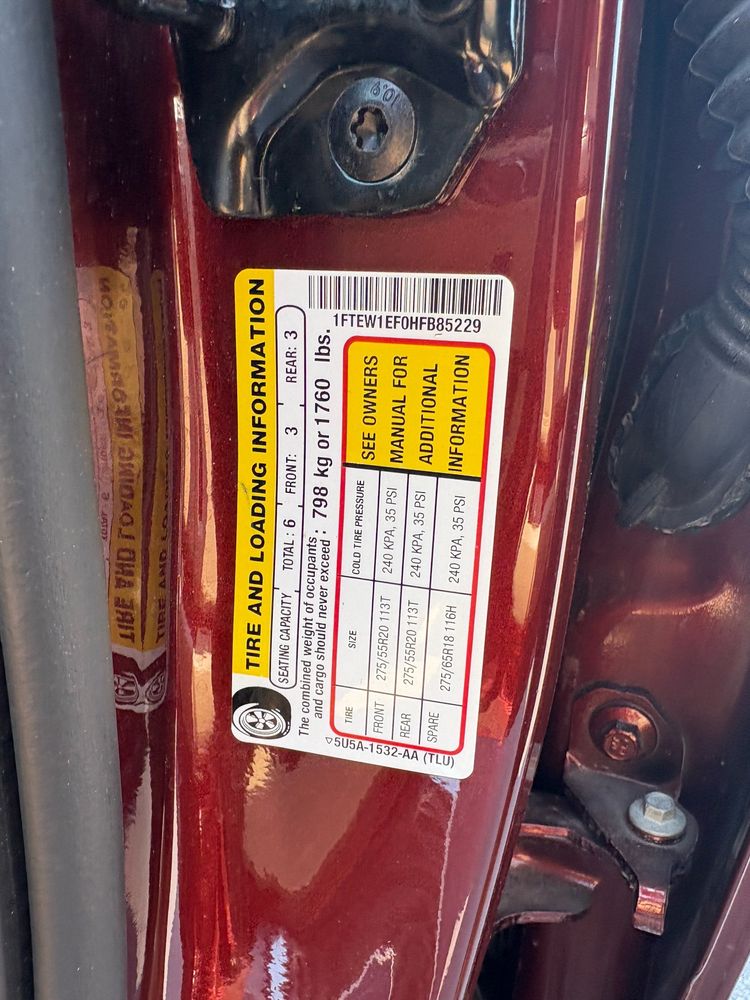 10.9
TIRE AND LOADING INFORMATION
SEATING CAPACITY TOTAL : 6 FRONT: 3 REAR: 3
The combined weight of occupants
and cargo should never exceed : 798 kg or 1760 lbs.
TIRE SIZE COLD TIRE PRESSURE
FRONT 275/55R20 113T 240 KPA, 35 PSI
REAR 275/55R20 113T 240 KPA, 35 PSI
SPARE 275/65R18 116H 240 KPA, 35 PSI
SEE OWNERS
MANUAL FOR
ADDITIONAL
INFORMATION
5U5A-1532-AA (TLU)
1FTEW1EF0HFB85229